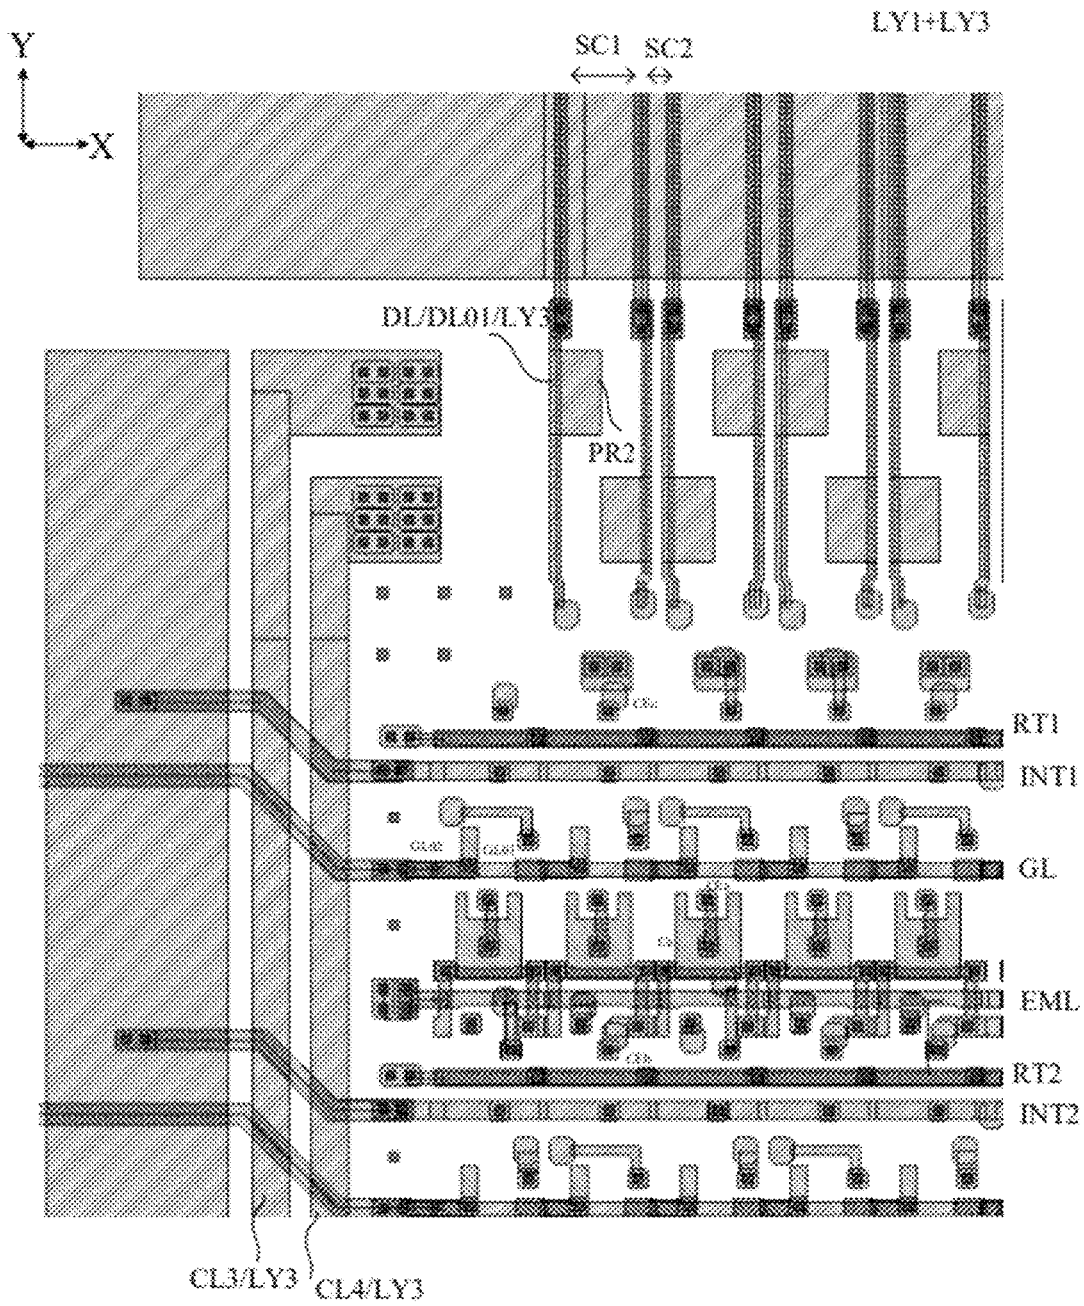 LY1+LY3
SC1
SC2
Y
X
DL/DL01/LY3
PR2
RT1
INT1
GL
EML
RT2
INT2
CL3/LY3
CL4/LY3